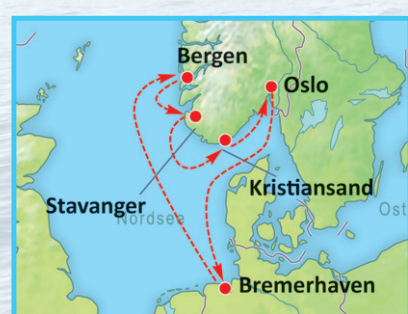 Bergen
Oslo
Kristiansand
Stavanger
Nordsee
Ost
Bremerhaven